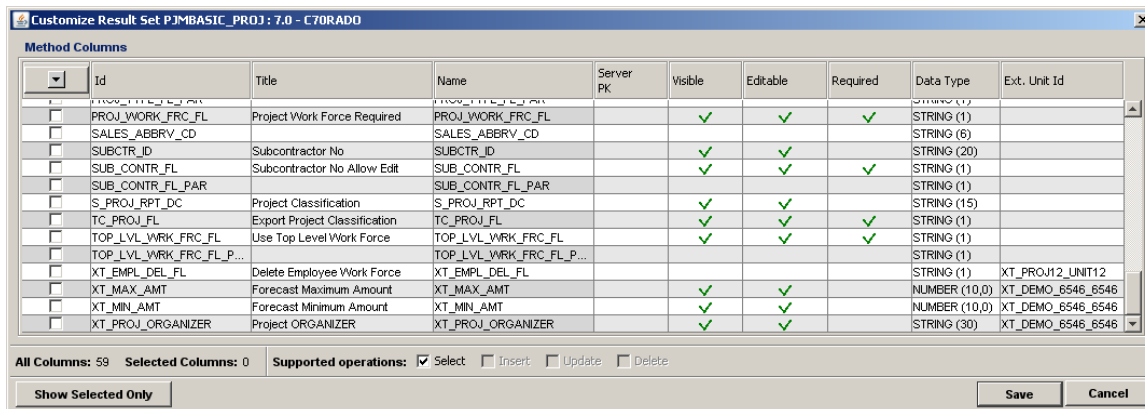 Customize Result Set PJMBASIC_PROJ : 7.0 - C70RADO
Method Columns
Id Title Name Server PK Visible Editable Required Data Type Ext. Unit Id
PROJ_WORK_FRC_FL Project Work Force Required PROJ_WORK_FRC_FL STRING (1)
SALES_ABBRV_CD SALES_ABBRV_CD STRING (6)
SUBCTR_ID Subcontractor No SUBCTR_ID STRING (20)
SUB_CONTR_FL Subcontractor No Allow Edit SUB_CONTR_FL STRING (1)
SUB_CONTR_FL_PAR SUB_CONTR_FL_PAR STRING (1)
S_PROJ_RPT_DC Project Classification S_PROJ_RPT_DC STRING (15)
TC_PROJ_FL Export Project Classification TC_PROJ_FL STRING (1)
TOP_LVL_WRK_FRC_FL Use Top Level Work Force TOP_LVL_WRK_FRC_FL STRING (1)
TOP_LVL_WRK_FRC_FL_P... TOP_LVL_WRK_FRC_FL_P... STRING (1)
XT_EMPL_DEL_FL Delete Employee Work Force XT_EMPL_DEL_FL STRING (1) XT_PROJ12_UNIT12
XT_MAX_AMT Forecast Maximum Amount XT_MAX_AMT NUMBER (10,0) XT_DEMO_6546_6546
XT_MIN_AMT Forecast Minimum Amount XT_MIN_AMT NUMBER (10,0) XT_DEMO_6546_6546
XT_PROJ_ORGANIZER Project ORGANIZER XT_PROJ_ORGANIZER STRING (30) XT_DEMO_6546_6546
All Columns: 59 Selected Columns: 0 Supported operations: Select Insert Update Delete
Show Selected Only Save Cancel